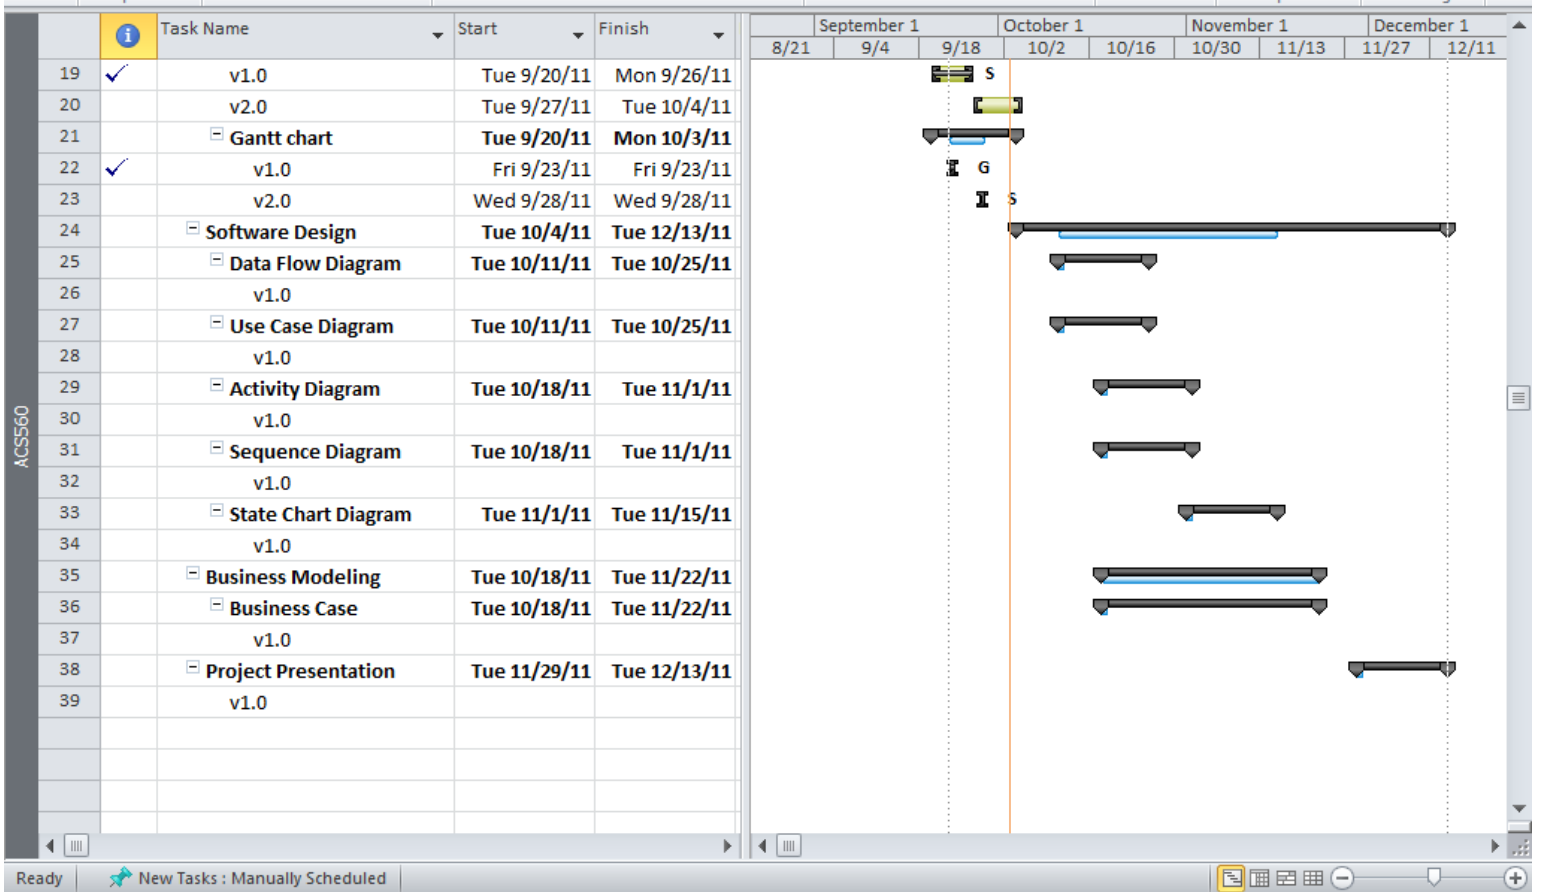 Task Name Start Finish September 1 October 1 November 1 December 1
8/21 9/4 9/18 10/2 10/16 10/30 11/13 11/27 12/11
19 v1.0 Tue 9/20/11 Mon 9/26/11 S
20 v2.0 Tue 9/27/11 Tue 10/4/11
21 Gantt chart Tue 9/20/11 Mon 10/3/11
22 v1.0 Fri 9/23/11 Fri 9/23/11 G
23 v2.0 Wed 9/28/11 Wed 9/28/11 S
24 Software Design Tue 10/4/11 Tue 12/13/11
25 Data Flow Diagram Tue 10/11/11 Tue 10/25/11
26 v1.0
27 Use Case Diagram Tue 10/11/11 Tue 10/25/11
28 v1.0
29 Activity Diagram Tue 10/18/11 Tue 11/1/11
30 v1.0
31 Sequence Diagram Tue 10/18/11 Tue 11/1/11
32 v1.0
33 State Chart Diagram Tue 11/1/11 Tue 11/15/11
34 v1.0
35 Business Modeling Tue 10/18/11 Tue 11/22/11
36 Business Case Tue 10/18/11 Tue 11/22/11
37 v1.0
38 Project Presentation Tue 11/29/11 Tue 12/13/11
39 v1.0
ACS560
Ready New Tasks : Manually Scheduled